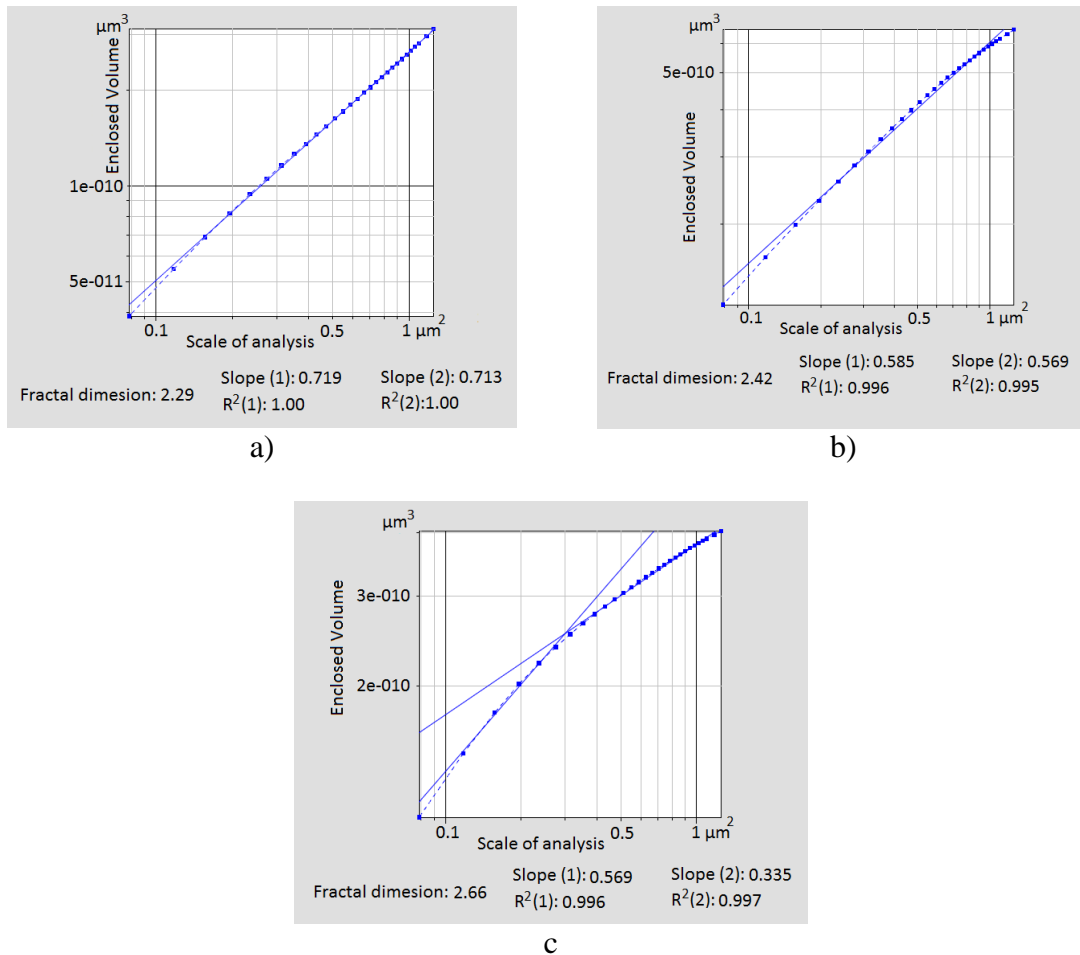 µm³
Enclosed Volume
1e-010
5e-011
0.1
0.5
1 µm²
Scale of analysis
Fractal dimesion: 2.29
Slope (1): 0.719
R²(1): 1.00
Slope (2): 0.713
R²(2):1.00
a)
µm³
Enclosed Volume
5e-010
0.1
0.5
1 µm²
Scale of analysis
Fractal dimesion: 2.42
Slope (1): 0.585
R²(1): 0.996
Slope (2): 0.569
R²(2): 0.995
b)
µm³
Enclosed Volume
3e-010
2e-010
0.1
0.5
1 µm²
Scale of analysis
Fractal dimesion: 2.66
Slope (1): 0.569
R²(1): 0.996
Slope (2): 0.335
R²(2): 0.997
c